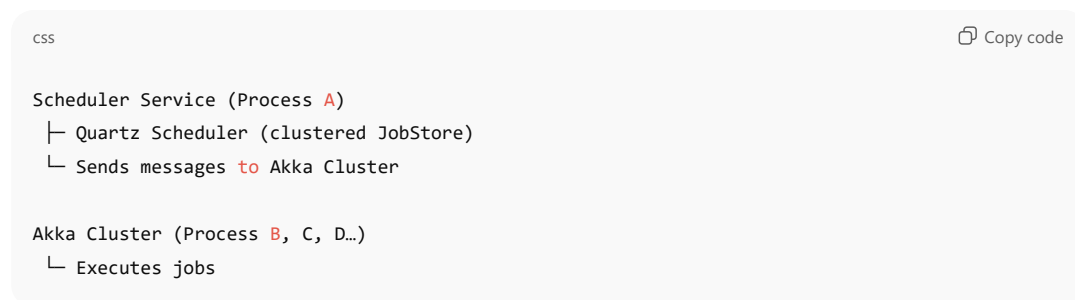 css
Copy code
Scheduler Service (Process A)
├─ Quartz Scheduler (clustered JobStore)
└─ Sends messages to Akka Cluster
Akka Cluster (Process B, C, D…)
└─ Executes jobs